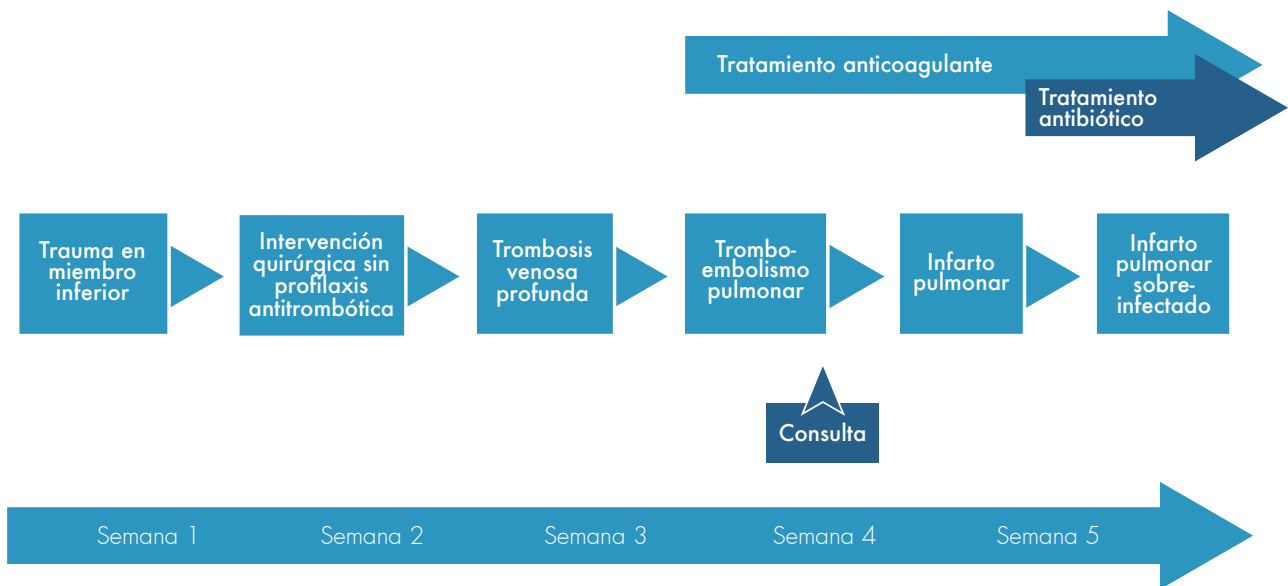 Tratamiento anticoagulante
Tratamiento
antibiótico
Trauma en
miembro
inferior
Intervención
quirúrgica sin
profilaxis
antitrombótica
Trombosis
venosa
profunda
Trombo-
embolismo
pulmonar
Infarto
pulmonar
Infarto
pulmonar
sobre-
infectado
Consulta
Semana 1
Semana 2
Semana 3
Semana 4
Semana 5